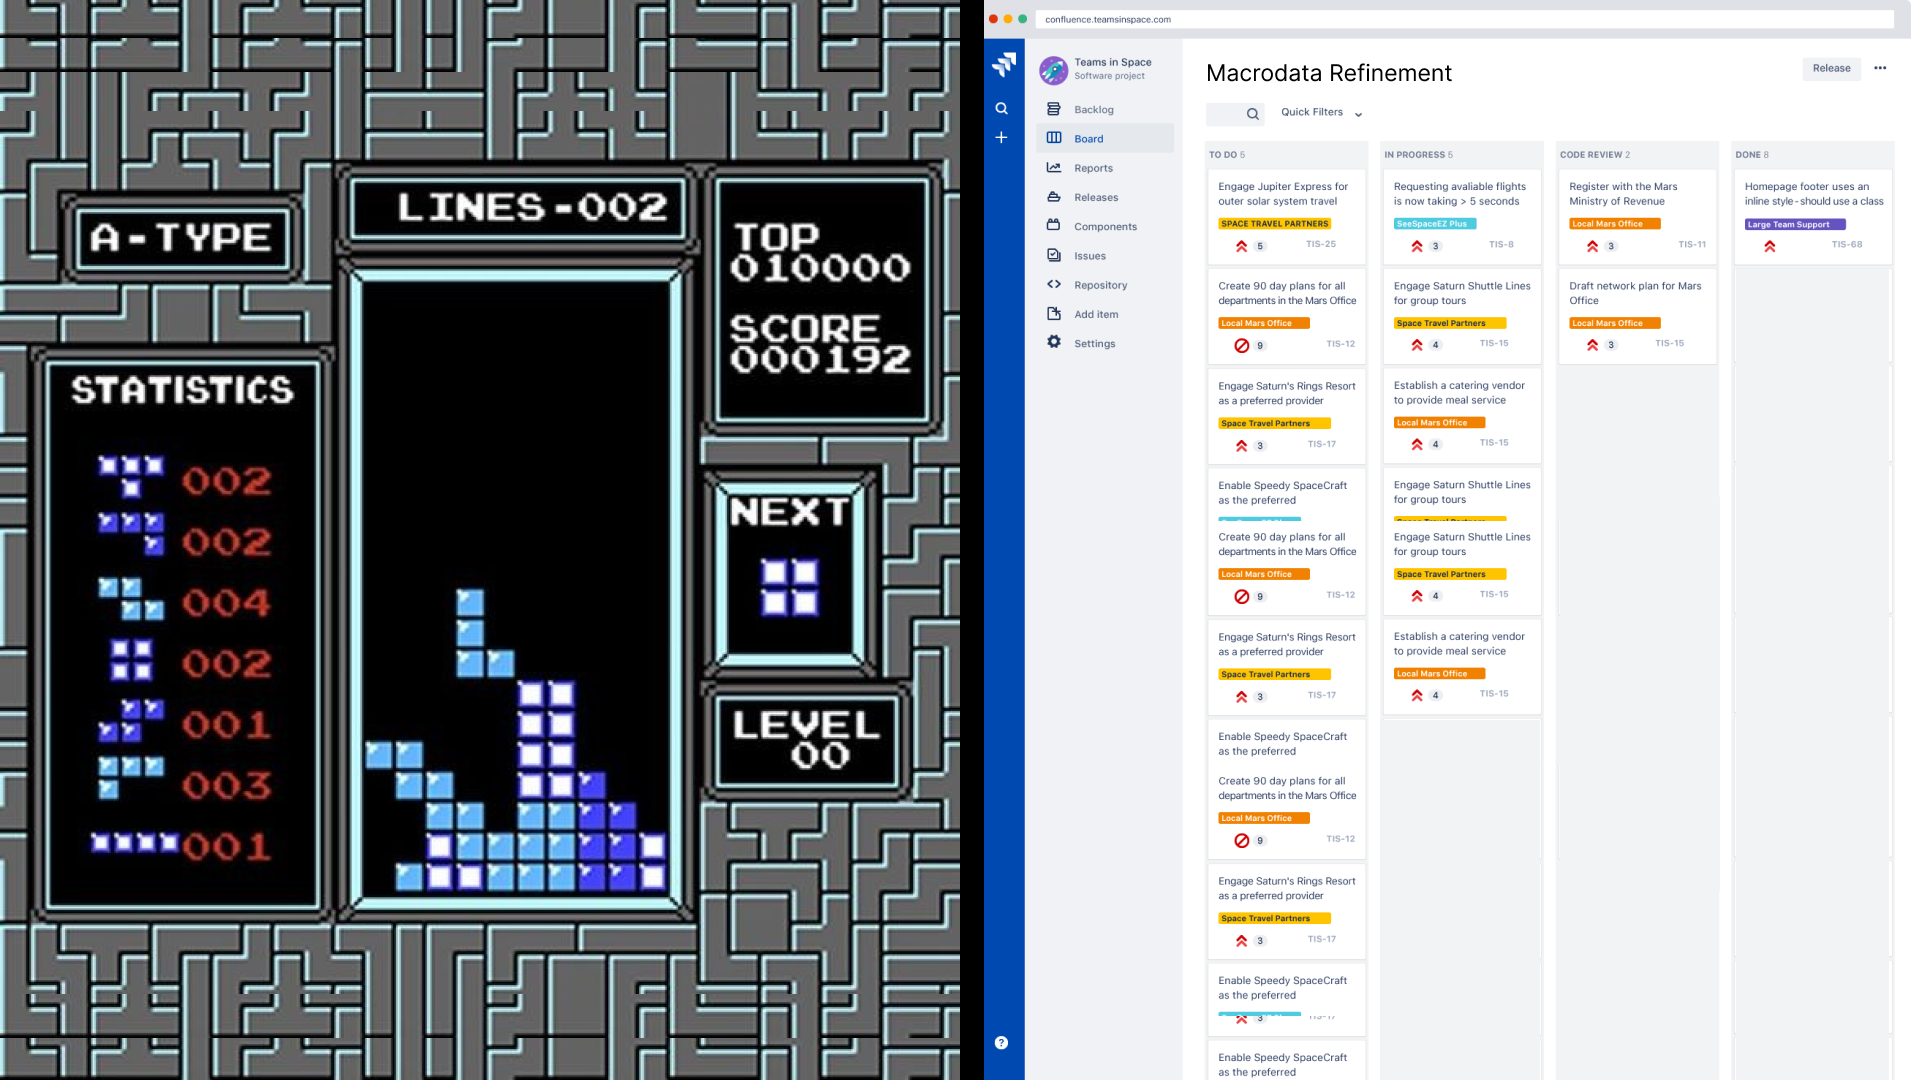 A-TYPE
LINES-002
TOP
010000
SCORE
000192
STATISTICS
002
002
004
002
001
003
001
NEXT
LEVEL
00
confluence.teamsinspace.com
Teams in Space
Software project
Backlog
Board
Reports
Releases
Components
Issues
Repository
Add item
Settings
?
Macrodata Refinement
Release
Quick Filters
TO DO 5
Engage Jupiter Express for
outer solar system travel
SPACE TRAVEL PARTNERS
5 TIS-25
Create 90 day plans for all
departments in the Mars Office
Local Mars Office
9 TIS-12
Engage Saturn's Rings Resort
as a preferred provider
Space Travel Partners
3 TIS-17
Enable Speedy SpaceCraft
as the preferred
Create 90 day plans for all
departments in the Mars Office
Local Mars Office
9 TIS-12
Engage Saturn's Rings Resort
as a preferred provider
Space Travel Partners
3 TIS-17
Enable Speedy SpaceCraft
as the preferred
Create 90 day plans for all
departments in the Mars Office
Local Mars Office
9 TIS-12
Engage Saturn's Rings Resort
as a preferred provider
Space Travel Partners
3 TIS-17
Enable Speedy SpaceCraft
as the preferred
Enable Speedy SpaceCraft
as the preferred
IN PROGRESS 5
Requesting avaliable flights
is now taking > 5 seconds
SeeSpaceEZ Plus
3 TIS-8
Engage Saturn Shuttle Lines
for group tours
Space Travel Partners
4 TIS-15
Establish a catering vendor
to provide meal service
Local Mars Office
4 TIS-15
Engage Saturn Shuttle Lines
for group tours
Engage Saturn Shuttle Lines
for group tours
Space Travel Partners
4 TIS-15
Establish a catering vendor
to provide meal service
Local Mars Office
4 TIS-15
CODE REVIEW 2
Register with the Mars
Ministry of Revenue
Local Mars Office
3 TIS-11
Draft network plan for Mars
Office
Local Mars Office
3 TIS-15
DONE 8
Homepage footer uses an
inline style-should use a class
Large Team Support
TIS-68